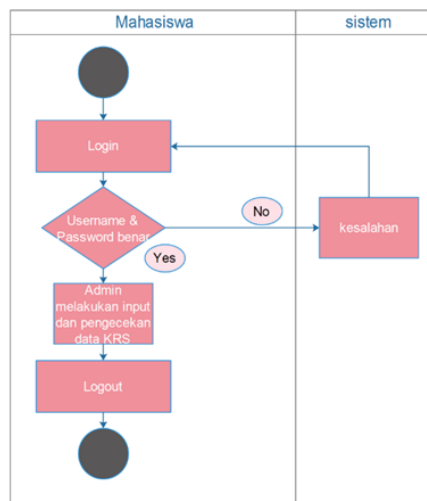 Mahasiswa
sistem
Login
Username &
Password benar
No
kesalahan
Yes
Admin
melakukan input
dan pengecekan
data KRS
Logout